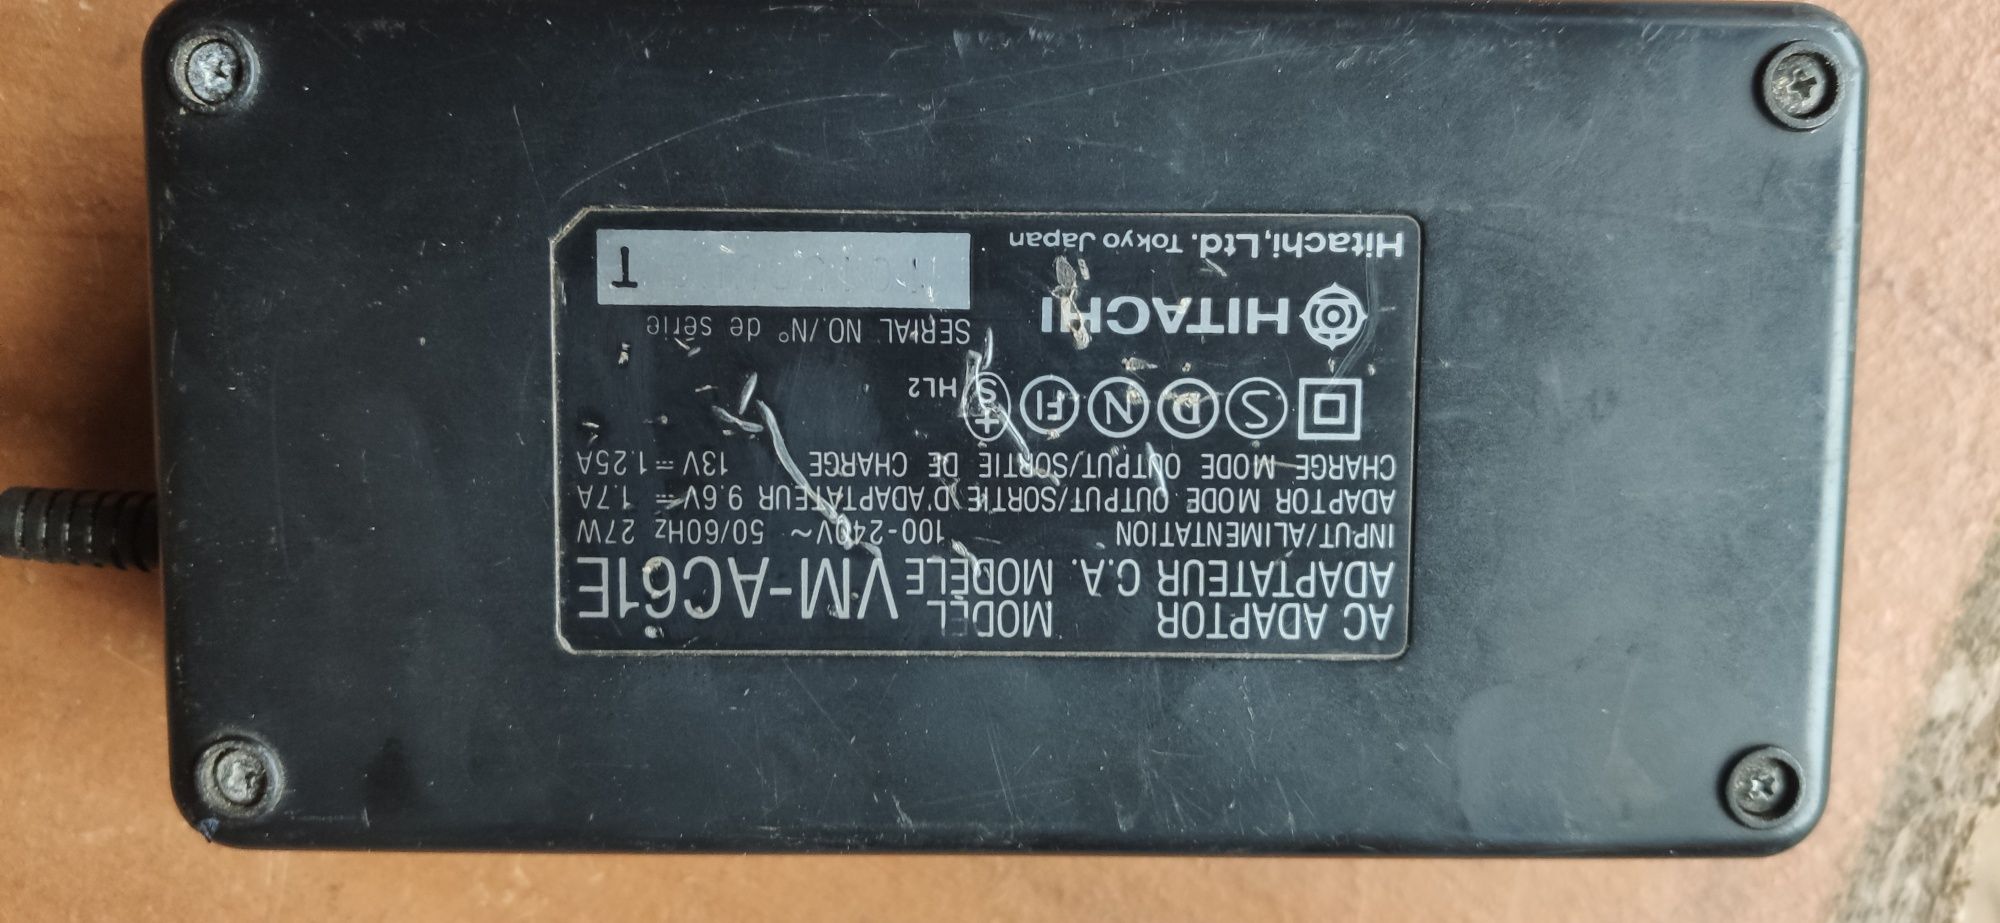 AC ADAPTOR MODEL
ADAPTATEUR C.A. MODÈLE VM-AC61E
INPUT/ALIMENTATION 100-240V~ 50/60Hz 27W
ADAPTOR MODE OUTPUT/SORTIE D'ADAPTATEUR 9.6V⎓1.7A
CHARGE MODE OUTPUT/SORTIE DE CHARGE 13V⎓1.25A
S D N FI +S HL2
HITACHI
SERIAL NO./N° de série
T
Hitachi,Ltd. Tokyo Japan